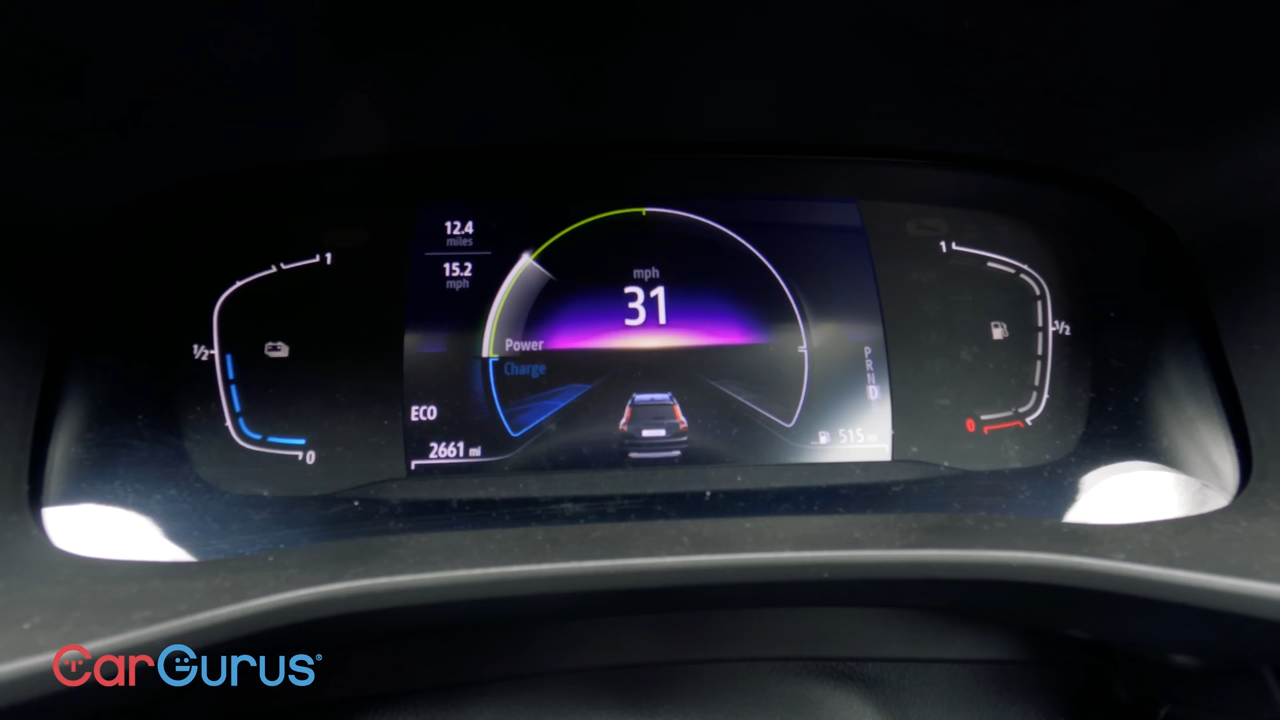 12.4
miles
15.2
mph
mph
31
Power
Charge
ECO
2661 mi
P
R
N
D
515 mi
1
1/2
0
1
1/2
0
CarGurus®